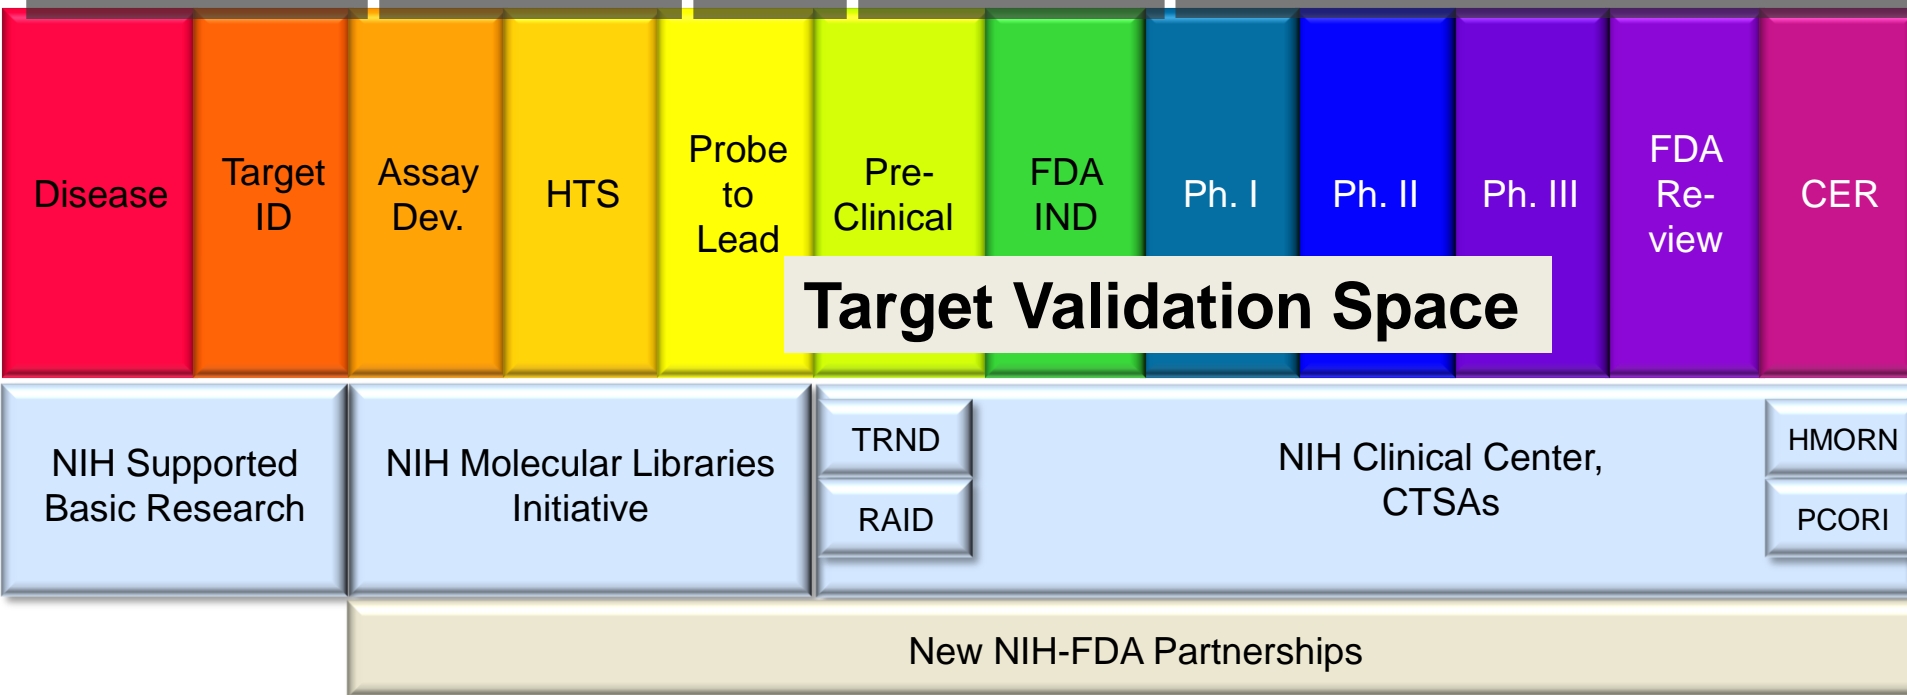 Disease
Target
ID
Assay
Dev.
HTS
Probe
to
Lead
Pre-
Clinical
FDA
IND
Ph. I
Ph. II
Ph. III
FDA
Re-
view
CER
Target Validation Space
NIH Supported
Basic Research
NIH Molecular Libraries
Initiative
TRND
RAID
NIH Clinical Center,
CTSAs
HMORN
PCORI
New NIH-FDA Partnerships